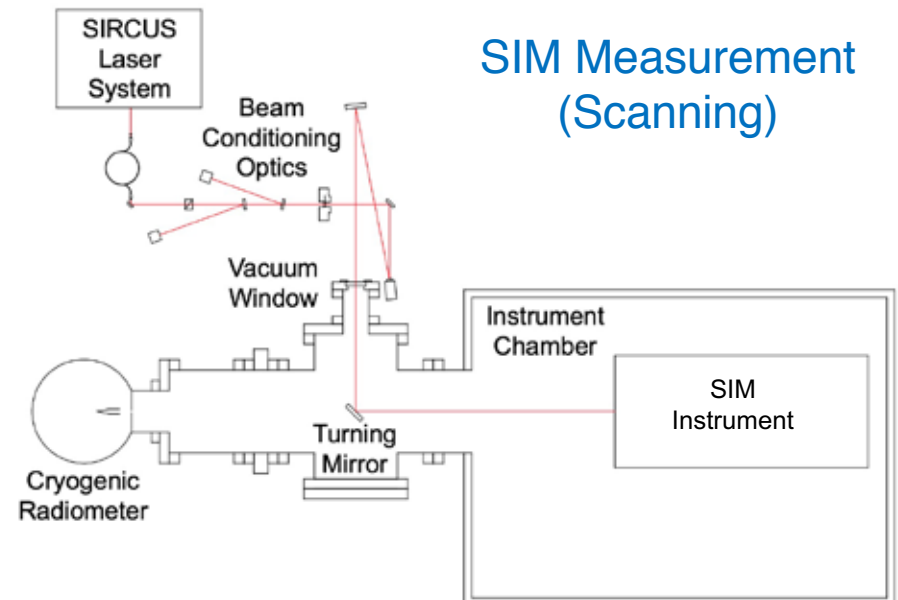 SIRCUS
Laser
System
SIM Measurement
(Scanning)
Beam
Conditioning
Optics
Vacuum
Window
Instrument
Chamber
SIM
Instrument
Turning
Mirror
Cryogenic
Radiometer